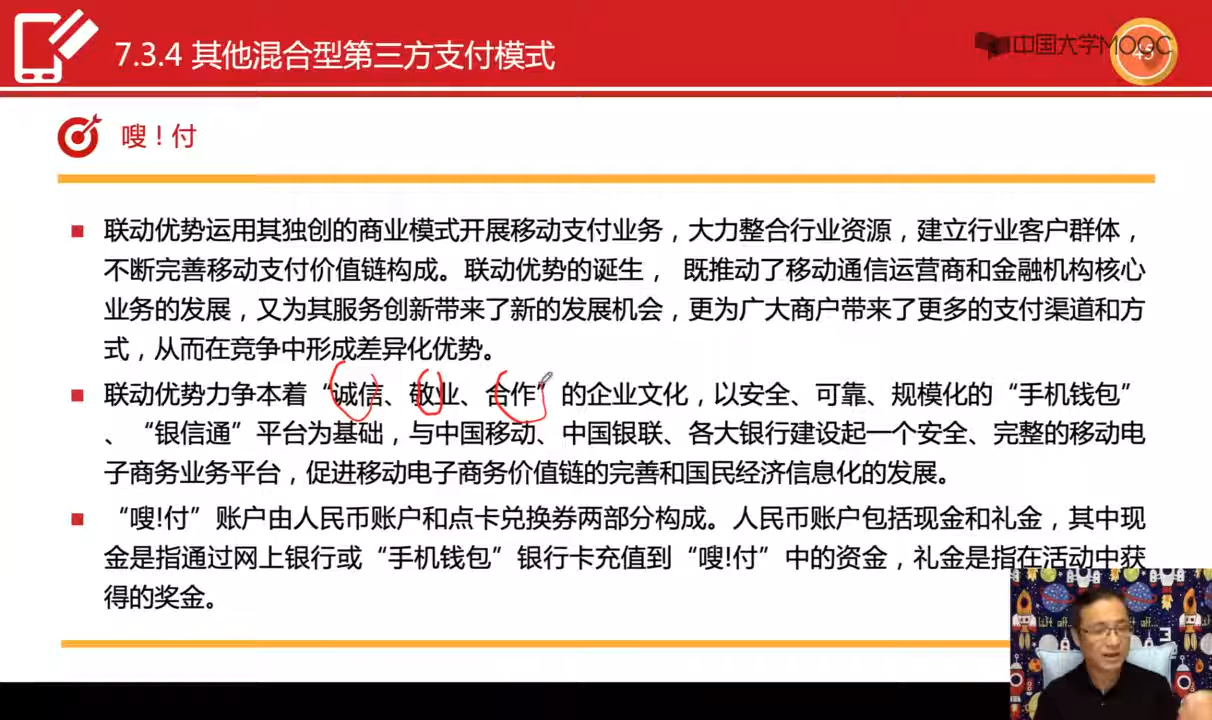 7.3.4 其他混合型第三方支付模式
中国大学MOOC
43
嗖！付
联动优势运用其独创的商业模式开展移动支付业务，大力整合行业资源，建立行业客户群体，
不断完善移动支付价值链构成。联动优势的诞生， 既推动了移动通信运营商和金融机构核心
业务的发展，又为其服务创新带来了新的发展机会，更为广大商户带来了更多的支付渠道和方
式，从而在竞争中形成差异化优势。
联动优势力争本着“诚信、敬业、合作”的企业文化，以安全、可靠、规模化的“手机钱包”
、“银信通”平台为基础，与中国移动、中国银联、各大银行建设起一个安全、完整的移动电
子商务业务平台，促进移动电子商务价值链的完善和国民经济信息化的发展。
“嗖!付”账户由人民币账户和点卡兑换券两部分构成。人民币账户包括现金和礼金，其中现
金是指通过网上银行或“手机钱包”银行卡充值到“嗖!付”中的资金，礼金是指在活动中获
得的奖金。